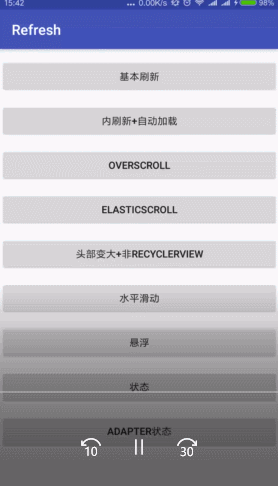 15:42
... 0.00K/s
98%
Refresh
基本刷新
内刷新+自动加载
OVERSCROLL
ELASTICSCROLL
头部变大+非RECYCLERVIEW
水平滑动
悬浮
状态
ADAPTER状态
10
30